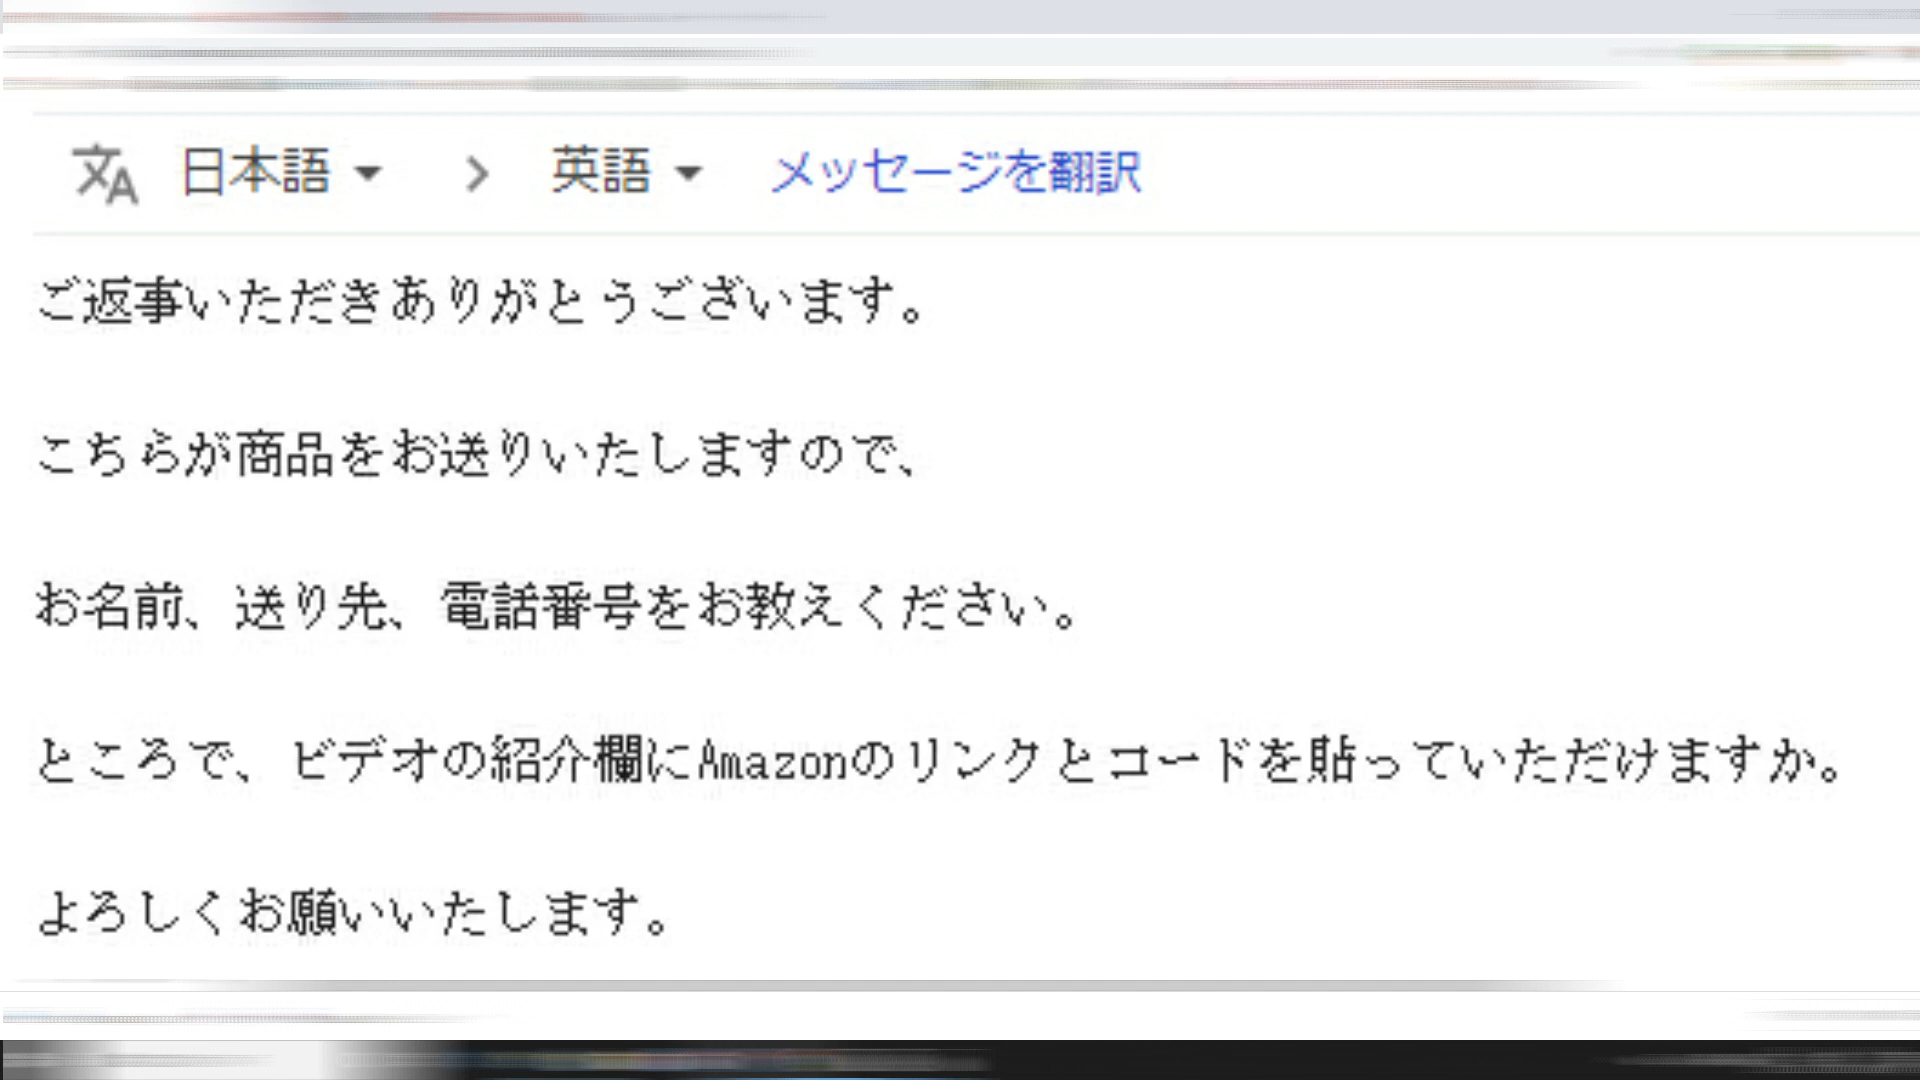 日本語 > 英語 メッセージを翻訳
ご返事いただきありがとうございます。
こちらが商品をお送りいたしますので、
お名前、送り先、電話番号をお教えください。
ところで、ビデオの紹介欄にAmazonのリンクとコードを貼っていただけますか。
よろしくお願いいたします。